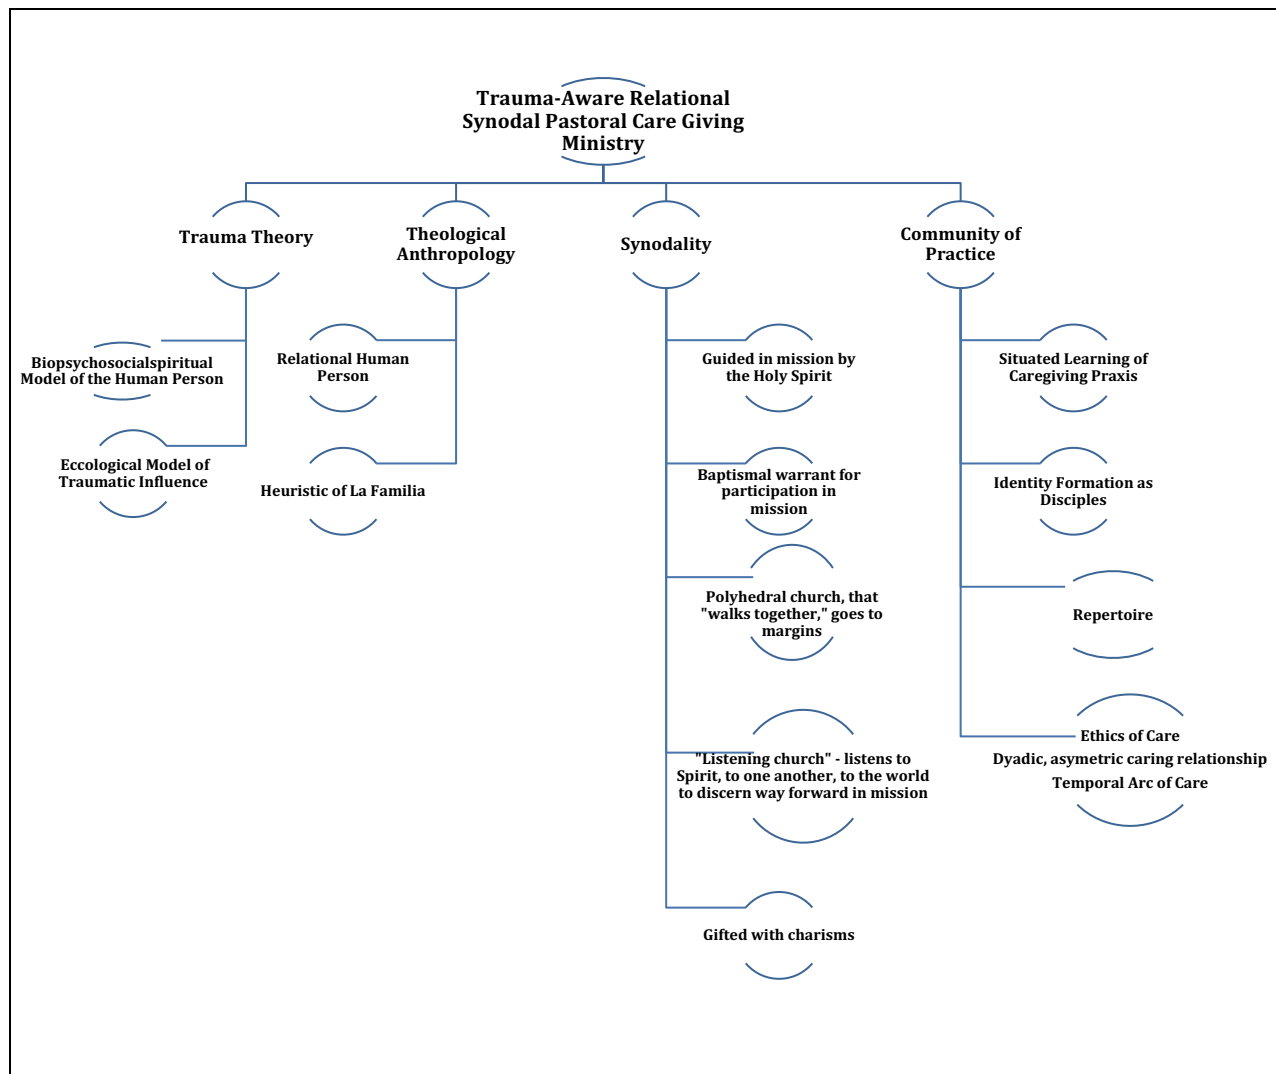 Trauma-Aware Relational
Synodal Pastoral Care Giving
Ministry
Trauma Theory
Theological
Anthropology
Synodality
Community of
Practice
Biopsychosocialspiritual
Model of the Human Person
Eccological Model of
Traumatic Influence
Relational Human
Person
Heuristic of La Familia
Guided in mission by
the Holy Spirit
Baptismal warrant for
participation in
mission
Polyhedral church, that
"walks together," goes to
margins
"Listening church" - listens to
Spirit, to one another, to the world
to discern way forward in mission
Gifted with charisms
Situated Learning of
Caregiving Praxis
Identity Formation as
Disciples
Repertoire
Ethics of Care
Dyadic, asymetric caring relationship
Temporal Arc of Care